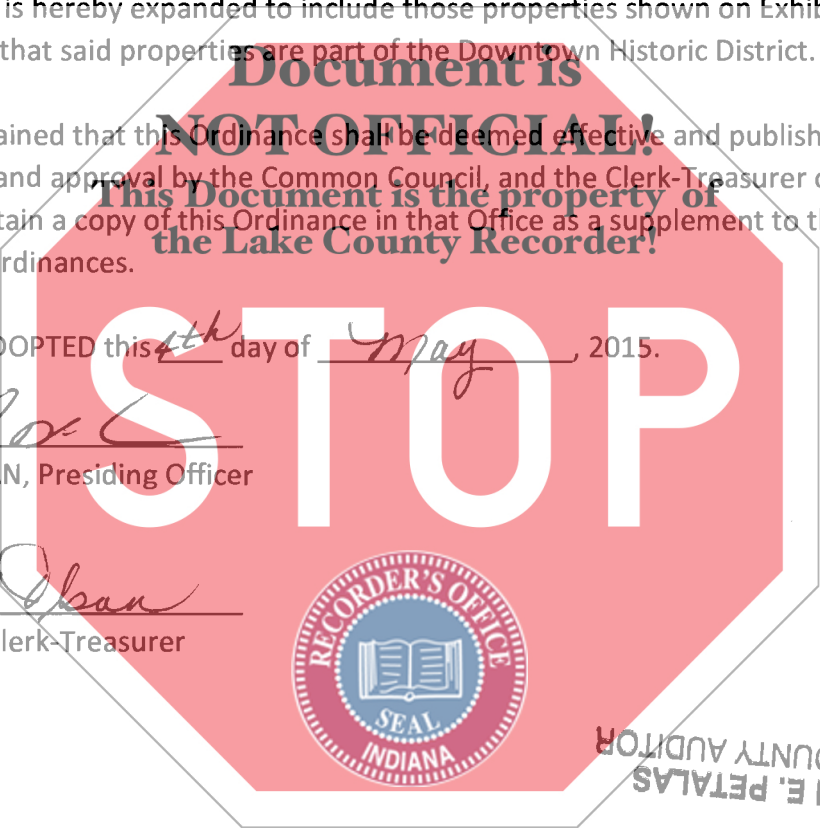 is hereby expanded to include those properties shown on Exhib
that said properties are part of the Downtown Historic District.
Document is
NOT OFFICIAL!
This Document is the property of
the Lake County Recorder!
ained that this Ordinance shall be deemed effective and publish
and approval by the Common Council, and the Clerk-Treasurer o
tain a copy of this Ordinance in that Office as a supplement to th
rdinances.
DOPTED this 4th day of May, 2015.
STOP
N, Presiding Officer
lerk-Treasurer
RECORDER'S OFFICE
SEAL
INDIANA
OUNTY AUDITOR
E. PETALAS